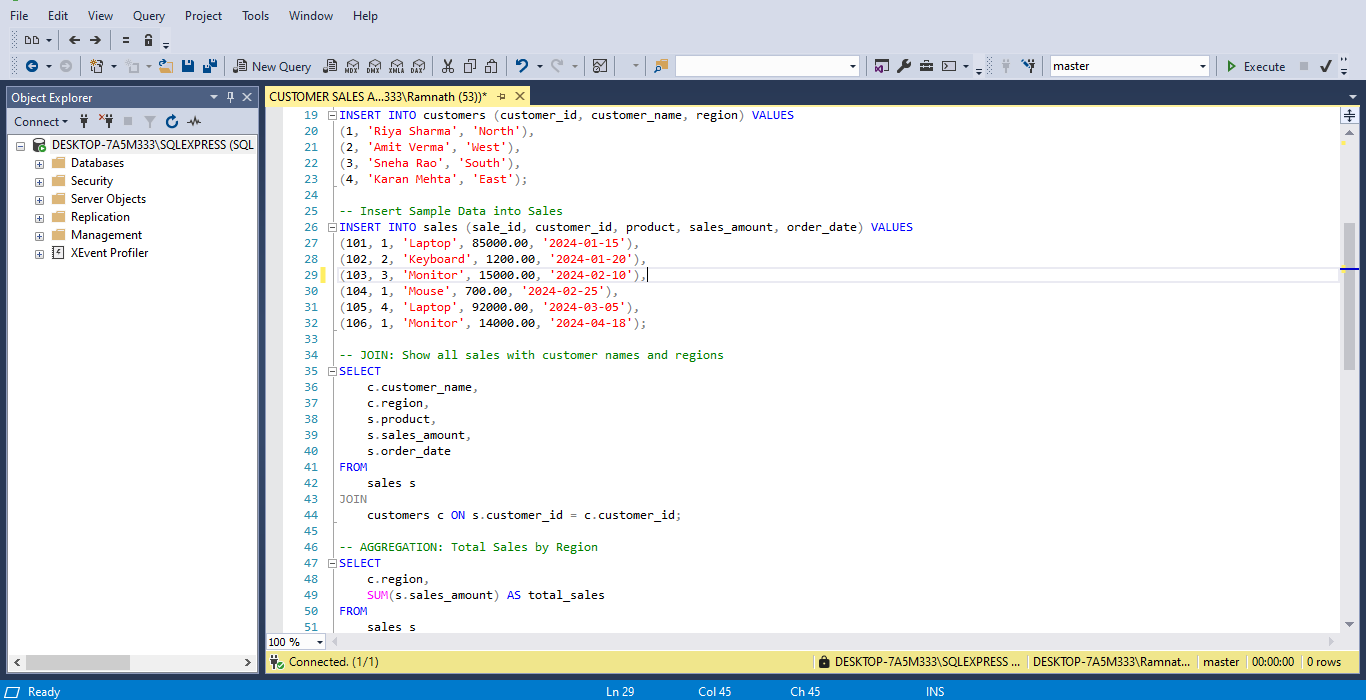 File Edit View Query Project Tools Window Help
New Query MDX DMX XMLA DAX master Execute
Object Explorer
Connect
DESKTOP-7A5M333\SQLEXPRESS (SQL
Databases
Security
Server Objects
Replication
Management
XEvent Profiler
CUSTOMER SALES A...333\Ramnath (53))*
19 INSERT INTO customers (customer_id, customer_name, region) VALUES
20 (1, 'Riya Sharma', 'North'),
21 (2, 'Amit Verma', 'West'),
22 (3, 'Sneha Rao', 'South'),
23 (4, 'Karan Mehta', 'East');
24
25 -- Insert Sample Data into Sales
26 INSERT INTO sales (sale_id, customer_id, product, sales_amount, order_date) VALUES
27 (101, 1, 'Laptop', 85000.00, '2024-01-15'),
28 (102, 2, 'Keyboard', 1200.00, '2024-01-20'),
29 (103, 3, 'Monitor', 15000.00, '2024-02-10'),
30 (104, 1, 'Mouse', 700.00, '2024-02-25'),
31 (105, 4, 'Laptop', 92000.00, '2024-03-05'),
32 (106, 1, 'Monitor', 14000.00, '2024-04-18');
33
34 -- JOIN: Show all sales with customer names and regions
35 SELECT
36 c.customer_name,
37 c.region,
38 s.product,
39 s.sales_amount,
40 s.order_date
41 FROM
42 sales s
43 JOIN
44 customers c ON s.customer_id = c.customer_id;
45
46 -- AGGREGATION: Total Sales by Region
47 SELECT
48 c.region,
49 SUM(s.sales_amount) AS total_sales
50 FROM
51 sales s
100 %
Connected. (1/1) DESKTOP-7A5M333\SQLEXPRESS ... DESKTOP-7A5M333\Ramnat... master 00:00:00 0 rows
Ready Ln 29 Col 45 Ch 45 INS